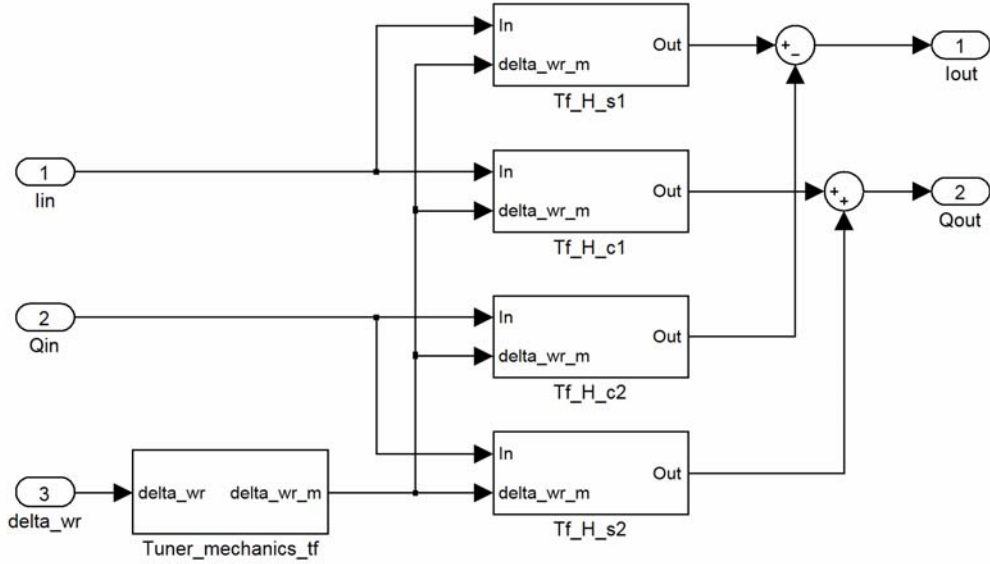 In
delta_wr_m
Out
Tf_H_s1
+
−
1
Iout
1
Iin
In
delta_wr_m
Out
Tf_H_c1
+
+
2
Qout
2
Qin
In
delta_wr_m
Out
Tf_H_c2
3
delta_wr
delta_wr
delta_wr_m
Tuner_mechanics_tf
In
delta_wr_m
Out
Tf_H_s2